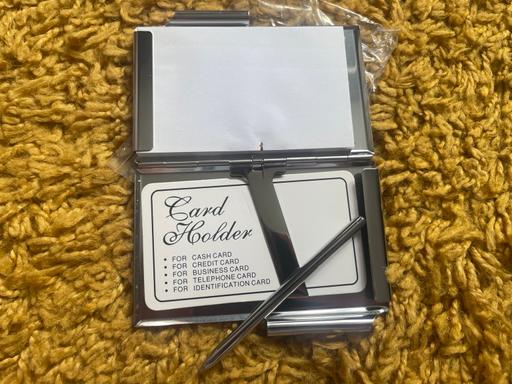 Card
Holder
• FOR CASH CARD
• FOR CREDIT CARD
• FOR BUSINESS CARD
• FOR TELEPHONE CARD
• FOR IDENTIFICATION CARD